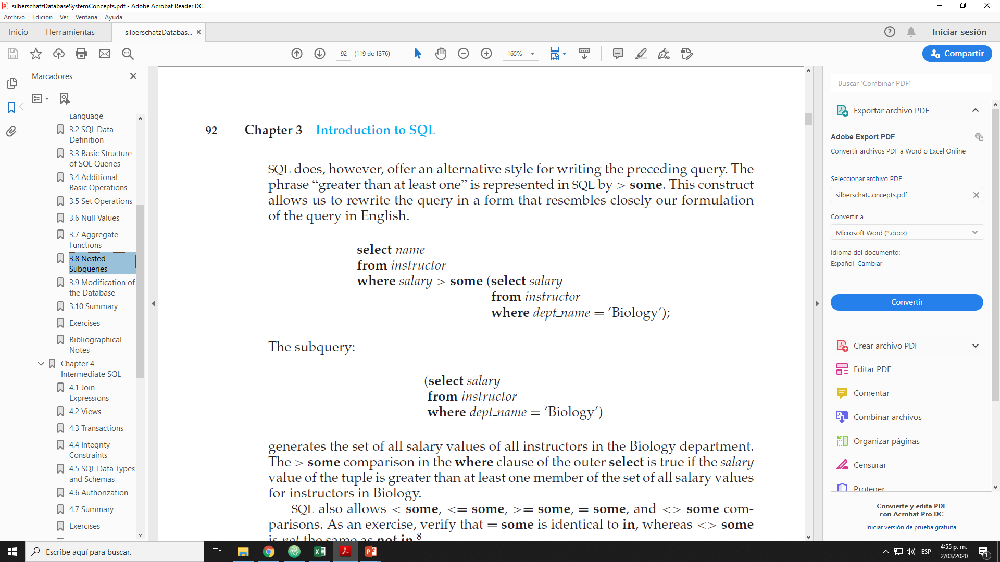 silberschatzDatabaseSystemConcepts.pdf - Adobe Acrobat Reader DC
Archivo Edición Ver Ventana Ayuda
Inicio Herramientas silberschatzDatabas... Iniciar sesión
92 (119 de 1376) 165% Compartir
Marcadores
Language
3.2 SQL Data
Definition
3.3 Basic Structure
of SQL Queries
3.4 Additional
Basic Operations
3.5 Set Operations
3.6 Null Values
3.7 Aggregate
Functions
3.8 Nested
Subqueries
3.9 Modification of
the Database
3.10 Summary
Exercises
Bibliographical
Notes
Chapter 4
Intermediate SQL
4.1 Join
Expressions
4.2 Views
4.3 Transactions
4.4 Integrity
Constraints
4.5 SQL Data Types
and Schemas
4.6 Authorization
4.7 Summary
Exercises
92 Chapter 3 Introduction to SQL
SQL does, however, offer an alternative style for writing the preceding query. The
phrase “greater than at least one” is represented in SQL by > some. This construct
allows us to rewrite the query in a form that resembles closely our formulation
of the query in English.
select name
from instructor
where salary > some (select salary
from instructor
where dept_name = ’Biology’);
The subquery:
(select salary
from instructor
where dept_name = ’Biology’)
generates the set of all salary values of all instructors in the Biology department.
The > some comparison in the where clause of the outer select is true if the salary
value of the tuple is greater than at least one member of the set of all salary values
for instructors in Biology.
SQL also allows < some, <= some, >= some, = some, and <> some com-
parisons. As an exercise, verify that = some is identical to in, whereas <> some
is not the same as not in.8
Buscar 'Combinar PDF'
Exportar archivo PDF
Adobe Export PDF
Convertir archivos PDF a Word o Excel Online
Seleccionar archivo PDF
silberschat...oncepts.pdf
Convertir a
Microsoft Word (*.docx)
Idioma del documento:
Español Cambiar
Convertir
Crear archivo PDF
Editar PDF
Comentar
Combinar archivos
Organizar páginas
Censurar
Proteger
Convierte y edita PDF
con Acrobat Pro DC
Iniciar versión de prueba gratuita
Escribe aquí para buscar.
ESP
4:55 p. m.
2/03/2020
1